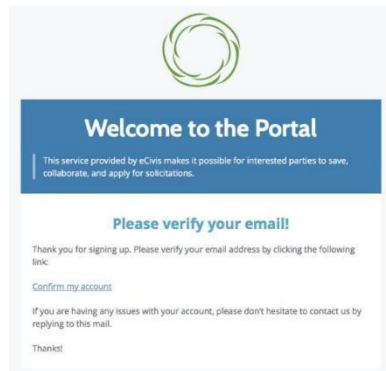 Welcome to the Portal
This service provided by eCivis makes it possible for interested parties to save,
collaborate, and apply for solicitations.
Please verify your email!
Thank you for signing up. Please verify your email address by clicking the following
link:
Confirm my account
If you are having any issues with your account, please don't hesitate to contact us by
replying to this mail.
Thanks!